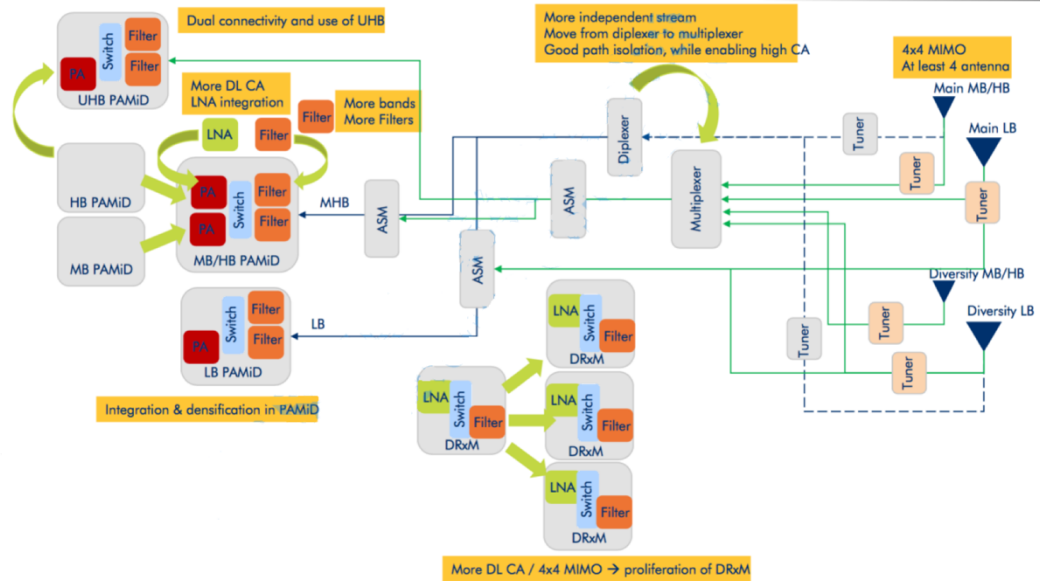 Dual connectivity and use of UHB
Filter
Switch
Filter
PA
UHB PAMiD
More DL CA
LNA integration
More bands
More Filters
LNA
Filter
Filter
More independent stream
Move from diplexer to multiplexer
Good path isolation, while enabling high CA
4x4 MIMO
At least 4 antenna
Main MB/HB
Main LB
Tuner
Tuner
Tuner
Diplexer
Multiplexer
ASM
ASM
ASM
MHB
HB PAMiD
MB PAMiD
PA
PA
Switch
Filter
Filter
MB/HB PAMiD
Diversity MB/HB
Diversity LB
Tuner
Tuner
Tuner
LB
PA
Switch
Filter
Filter
LB PAMiD
Integration & densification in PAMiD
LNA
Switch
Filter
DRxM
LNA
Switch
Filter
DRxM
LNA
Switch
Filter
DRxM
LNA
Switch
Filter
DRxM
More DL CA / 4x4 MIMO → proliferation of DRxM